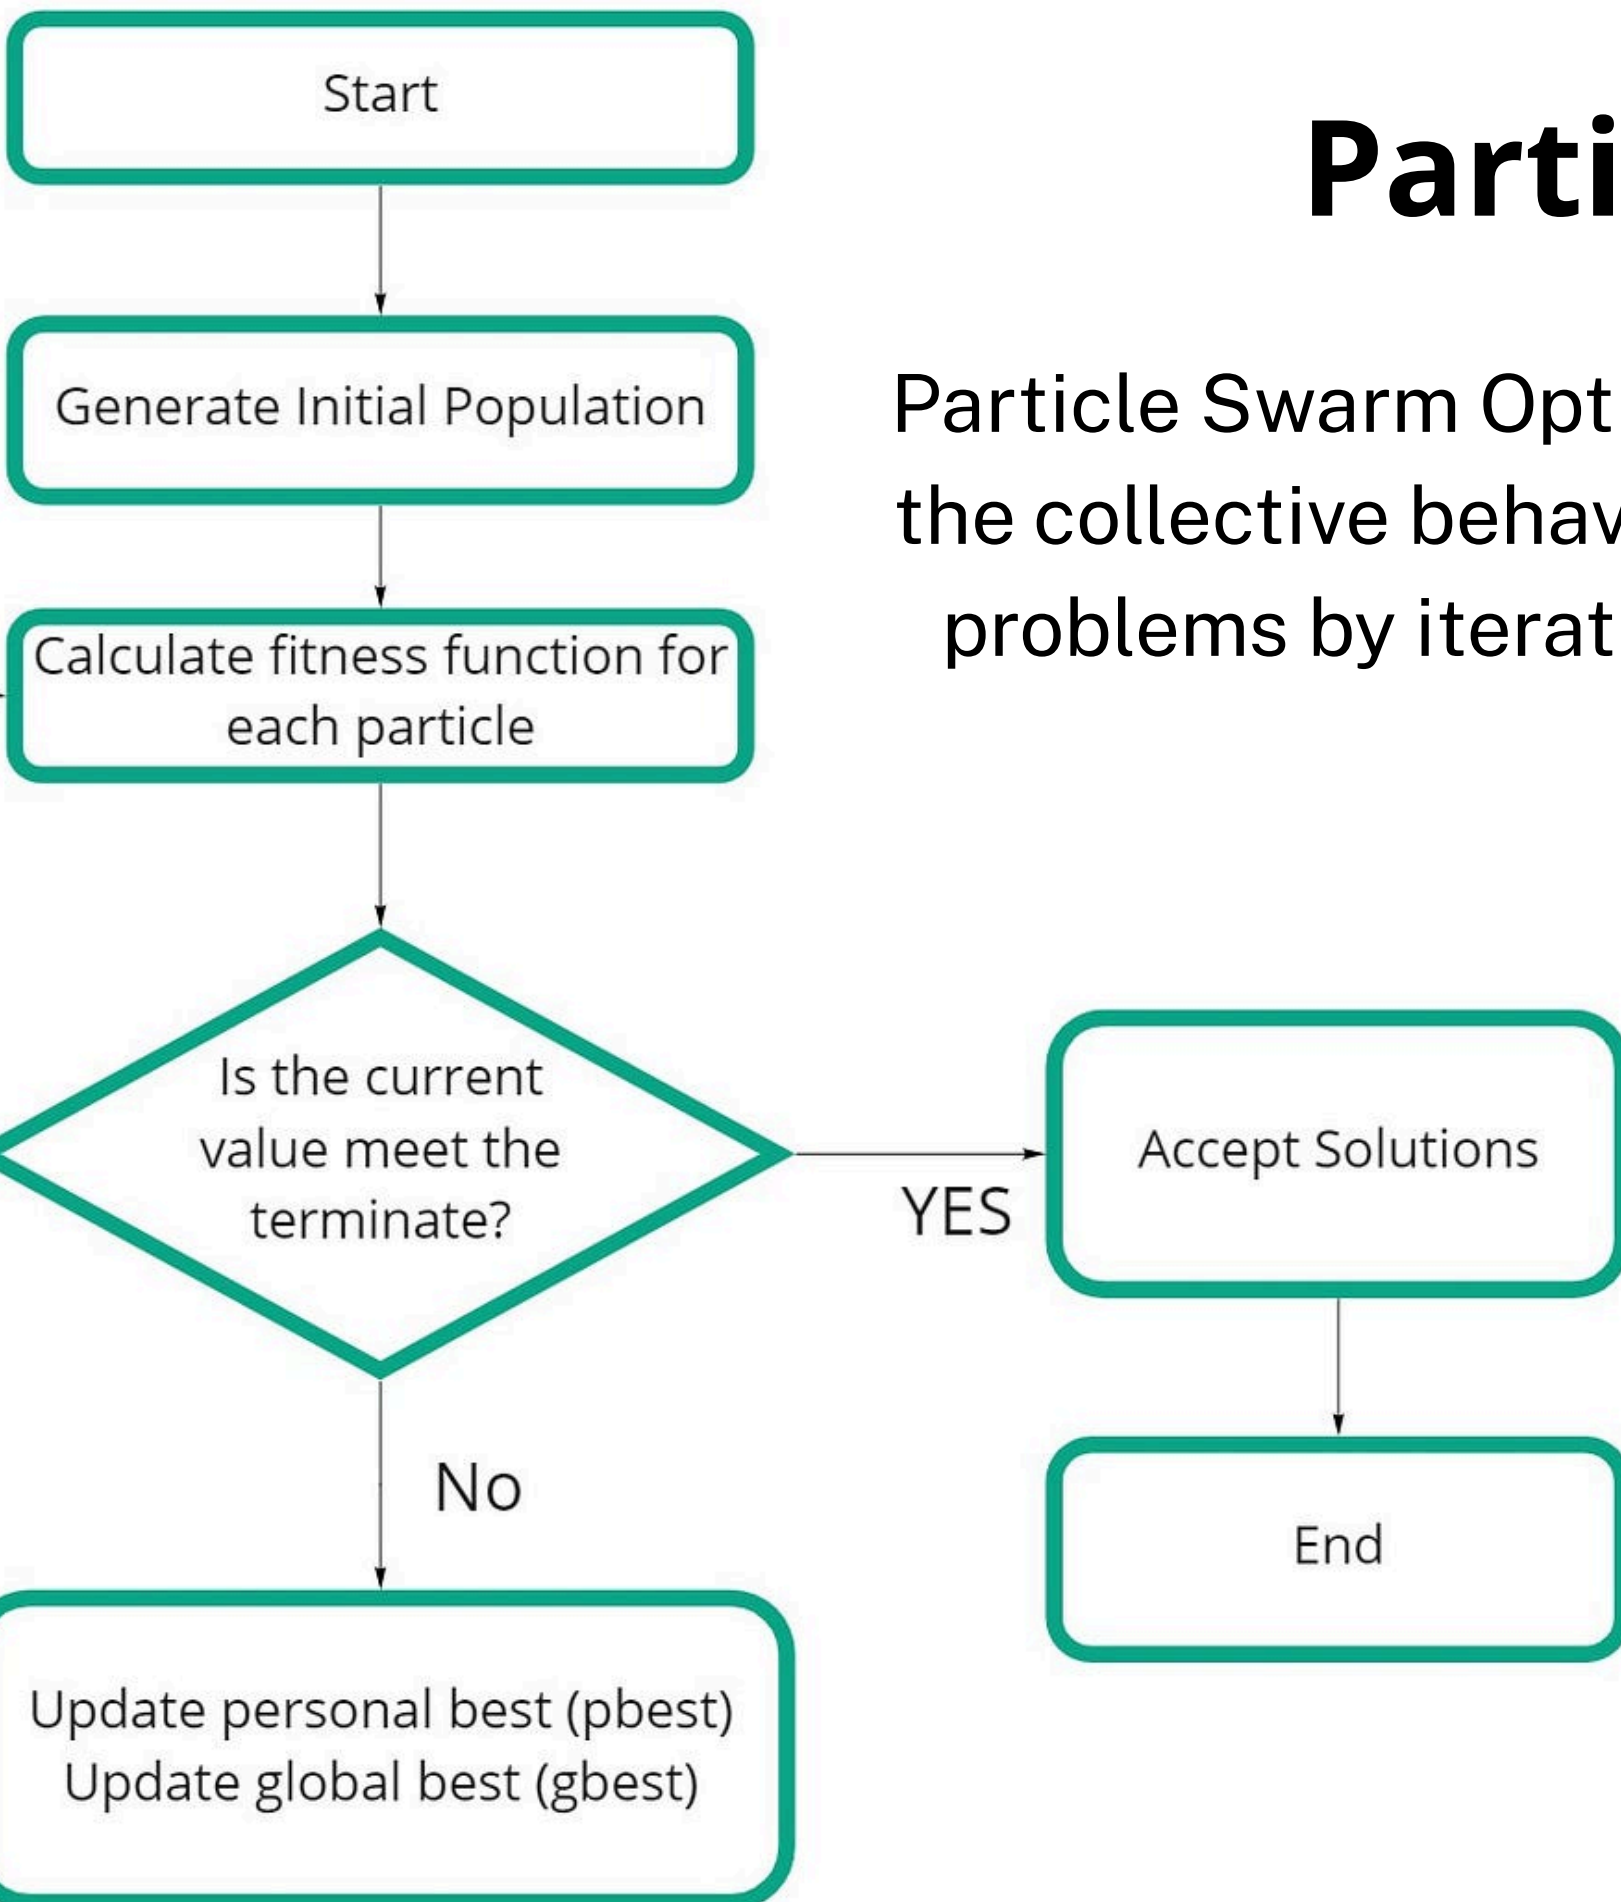 Start
Generate Initial Population
Calculate fitness function for
each particle
Is the current
value meet the
terminate?
YES
No
Update personal best (pbest)
Update global best (gbest)
Accept Solutions
End
Parti
Particle Swarm Opt
the collective behav
problems by iterat